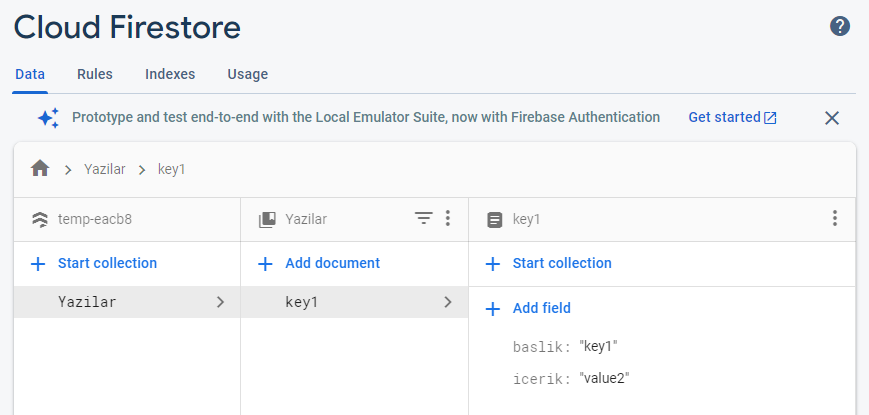 Cloud Firestore
Data Rules Indexes Usage
Prototype and test end-to-end with the Local Emulator Suite, now with Firebase Authentication Get started
Yazilar key1
temp-eacb8 Yazilar key1
+ Start collection + Add document + Start collection
Yazilar key1
+ Add field
baslik: "key1"
icerik: "value2"